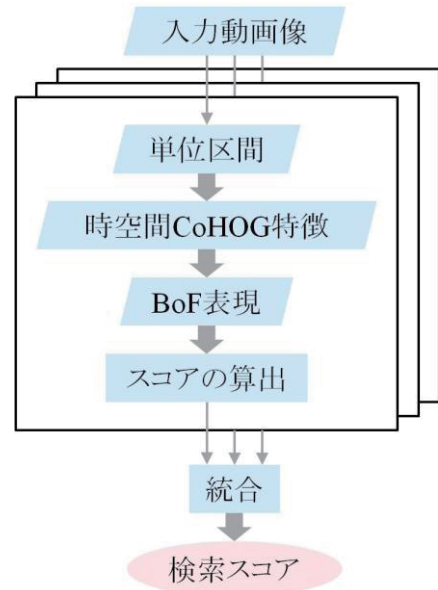 入力動画像
単位区間
時空間CoHOG特徴
BoF表現
スコアの算出
統合
検索スコア